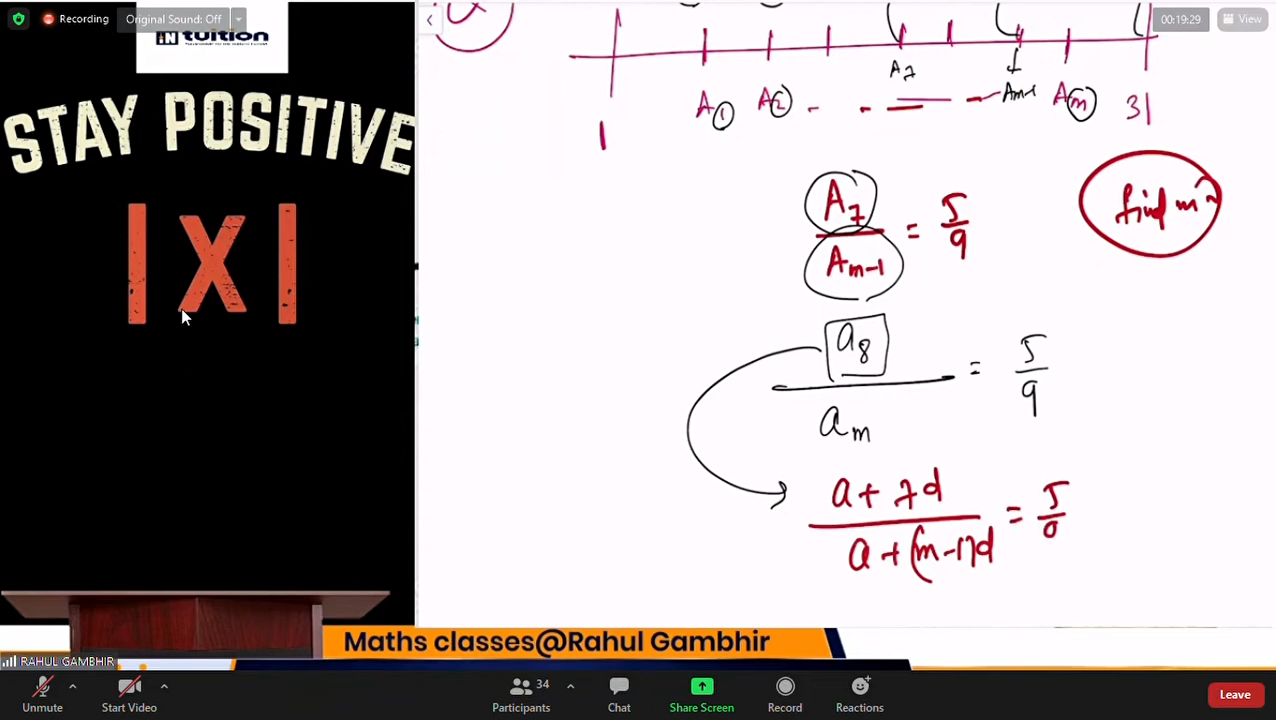 Recording
Original Sound: Off
00:19:29
View
tuition
STAY POSITIVE
|x|
A7
Am-1
A1 A2 - - Am 31
1
A7 / Am-1 = 5/9
find m
a8 / am = 5/9
a + 7d / a + (m-1)d = 5/9
Maths classes@Rahul Gambhir
RAHUL GAMBHIR
Unmute
Start Video
34
Participants
Chat
Share Screen
Record
Reactions
Leave